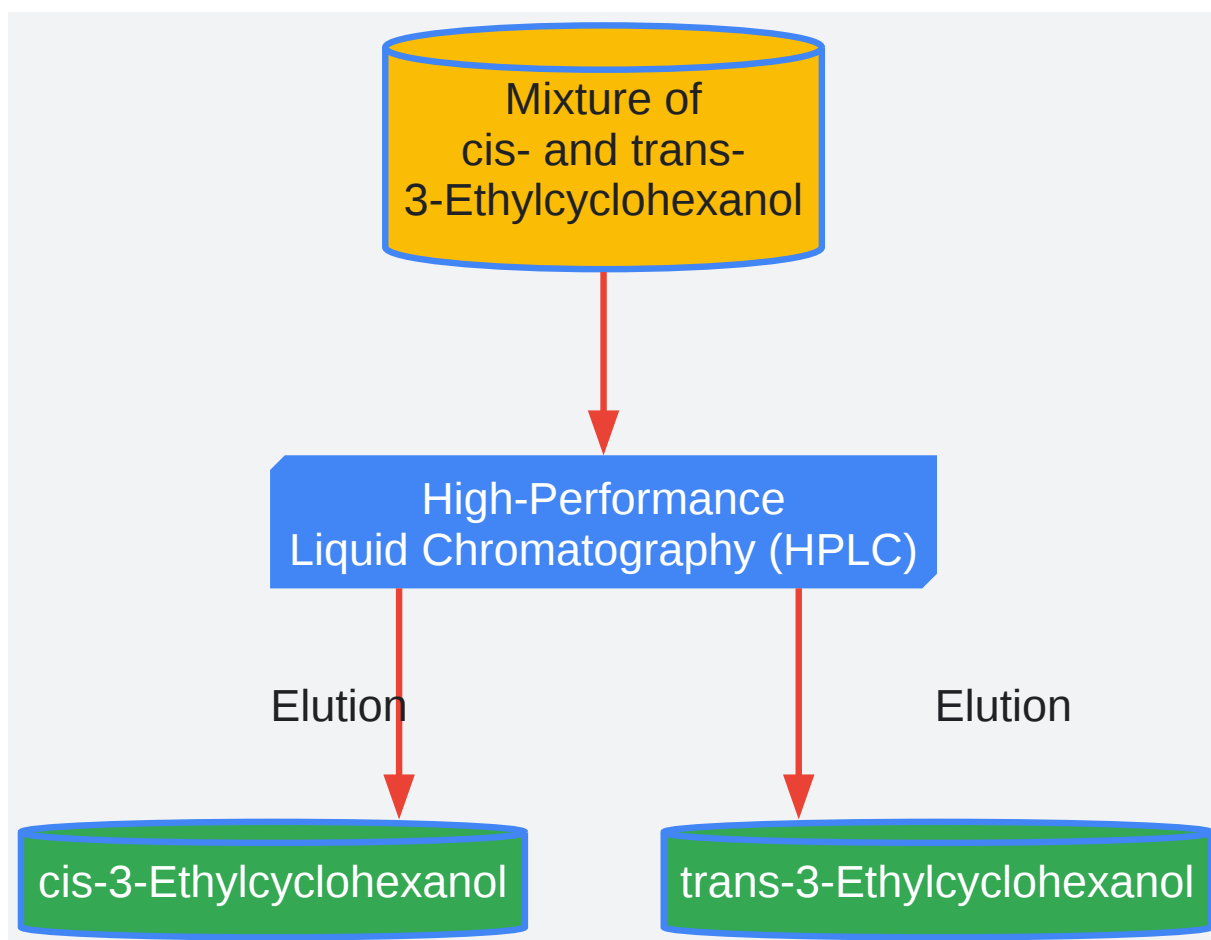 Mixture of
cis- and trans-
3-Ethylcyclohexanol
High-Performance
Liquid Chromatography (HPLC)
Elution
Elution
cis-3-Ethylcyclohexanol
trans-3-Ethylcyclohexanol